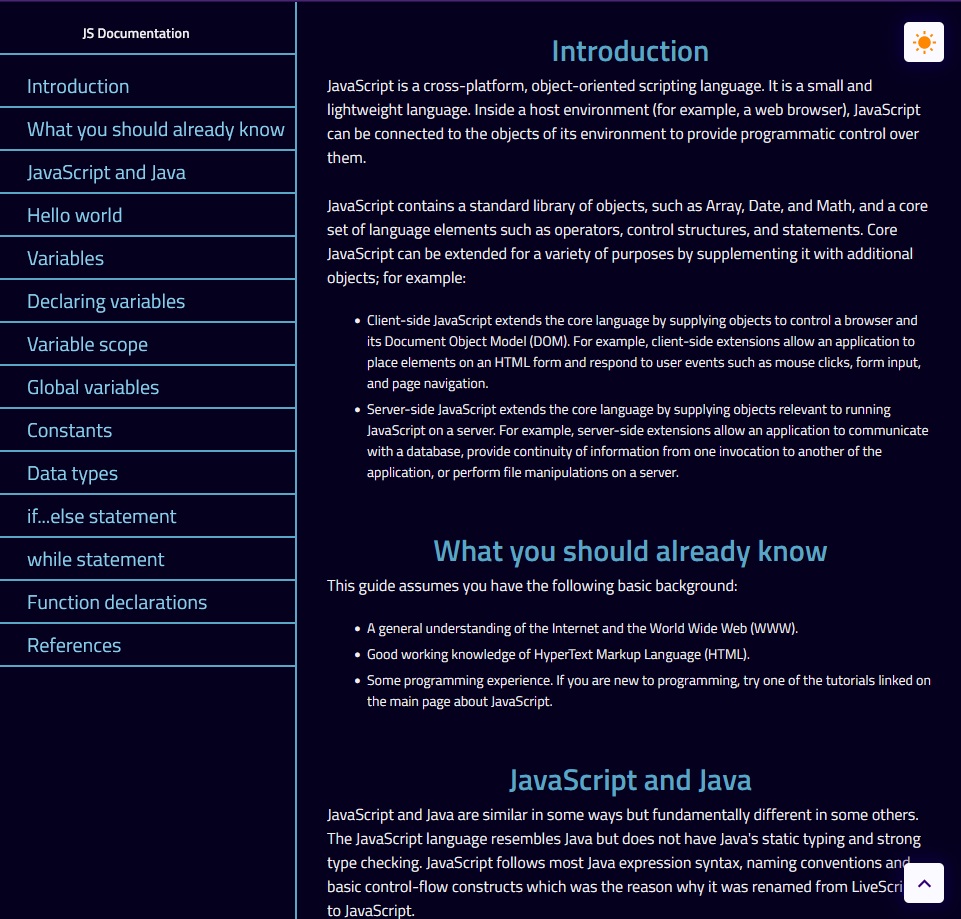 JS Documentation
Introduction
What you should already know
JavaScript and Java
Hello world
Variables
Declaring variables
Variable scope
Global variables
Constants
Data types
if...else statement
while statement
Function declarations
References
Introduction
JavaScript is a cross-platform, object-oriented scripting language. It is a small and
lightweight language. Inside a host environment (for example, a web browser), JavaScript
can be connected to the objects of its environment to provide programmatic control over
them.
JavaScript contains a standard library of objects, such as Array, Date, and Math, and a core
set of language elements such as operators, control structures, and statements. Core
JavaScript can be extended for a variety of purposes by supplementing it with additional
objects; for example:
• Client-side JavaScript extends the core language by supplying objects to control a browser and
its Document Object Model (DOM). For example, client-side extensions allow an application to
place elements on an HTML form and respond to user events such as mouse clicks, form input,
and page navigation.
• Server-side JavaScript extends the core language by supplying objects relevant to running
JavaScript on a server. For example, server-side extensions allow an application to communicate
with a database, provide continuity of information from one invocation to another of the
application, or perform file manipulations on a server.
What you should already know
This guide assumes you have the following basic background:
• A general understanding of the Internet and the World Wide Web (WWW).
• Good working knowledge of HyperText Markup Language (HTML).
• Some programming experience. If you are new to programming, try one of the tutorials linked on
the main page about JavaScript.
JavaScript and Java
JavaScript and Java are similar in some ways but fundamentally different in some others.
The JavaScript language resembles Java but does not have Java's static typing and strong
type checking. JavaScript follows most Java expression syntax, naming conventions and
basic control-flow constructs which was the reason why it was renamed from LiveScri
to JavaScript.